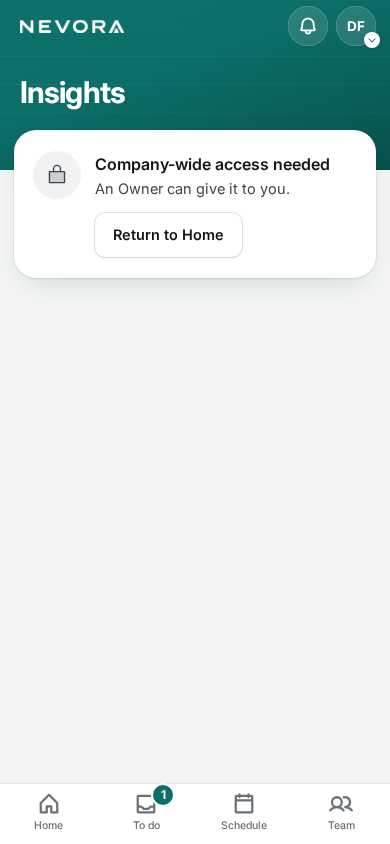 NEVORA
DF
Insights
Company-wide access needed
An Owner can give it to you.
Return to Home
1
Home
To do
Schedule
Team